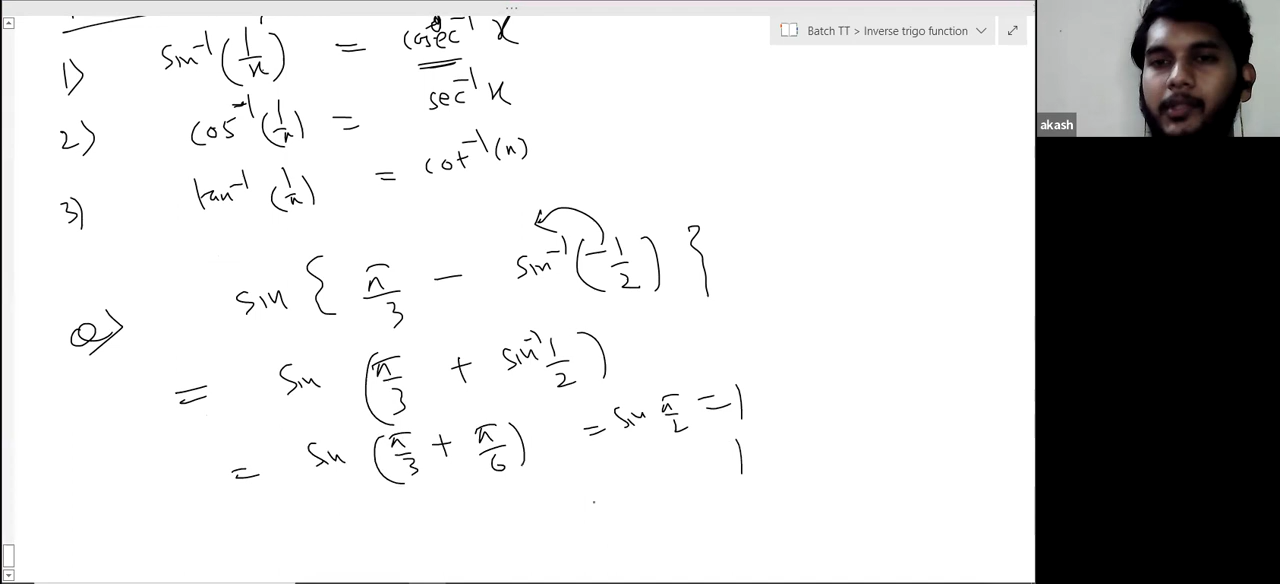 Batch TT > Inverse trigo function
akash
1) sin⁻¹(1/x) = cosec⁻¹ x
2) cos⁻¹(1/x) = sec⁻¹ x
3) tan⁻¹(1/x) = cot⁻¹(x)
Q) sin { π/3 − sin⁻¹(−1/2) }
= sin (π/3 + sin⁻¹ 1/2)
= sin (π/3 + π/6) = sin π/2 = 1
1